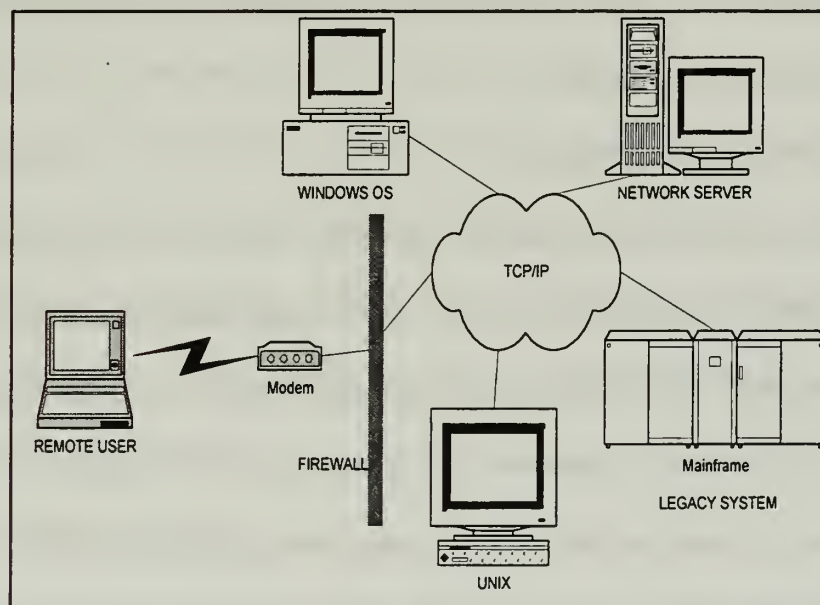 WINDOWS OS
NETWORK SERVER
TCP/IP
Modem
REMOTE USER
FIREWALL
Mainframe
LEGACY SYSTEM
UNIX